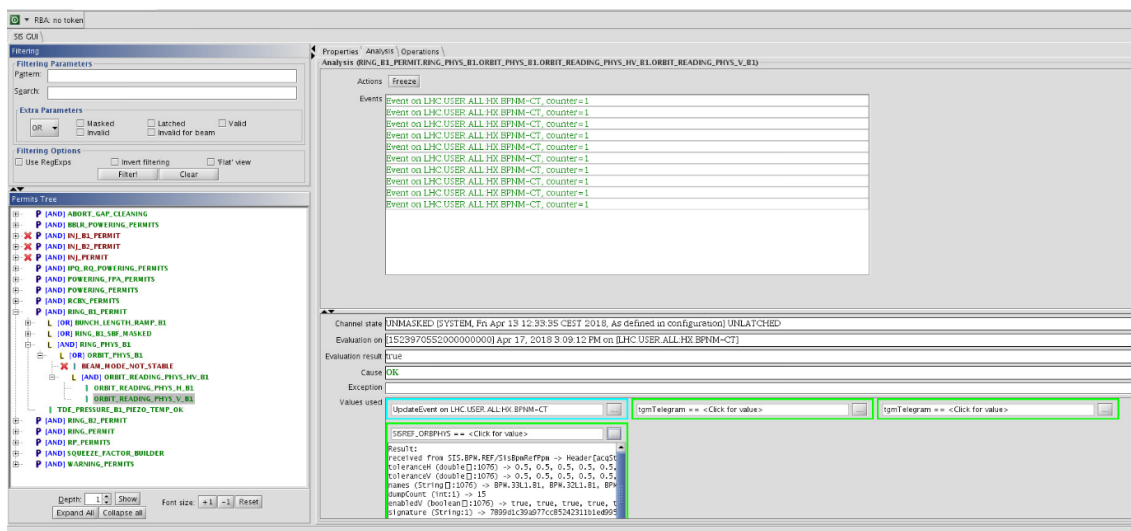 RBA: no token
SIS GUI
Filtering
Filtering Parameters
Pattern:
Search:
Extra Parameters
OR
Masked
Latched
Valid
Invalid
Invalid for beam
Filtering Options
Use RegExps
Invert filtering
'Flat' view
Filter!
Clear
Permits Tree
P [AND] ABORT_GAP_CLEANING
P [AND] BBLR_POWERING_PERMITS
P [AND] INJ_B1_PERMIT
P [AND] INJ_B2_PERMIT
P [AND] INJ_PERMIT
P [AND] IPQ_RQ_POWERING_PERMITS
P [AND] POWERING_FPA_PERMITS
P [AND] POWERING_PERMITS
P [AND] RCBX_PERMITS
P [AND] RING_B1_PERMIT
L [OR] BUNCH_LENGTH_RAMP_B1
L [OR] RING_B1_SBF_MASKED
L [AND] RING_PHYS_B1
L [OR] ORBIT_PHYS_B1
I BEAM_MODE_NOT_STABLE
L [AND] ORBIT_READING_PHYS_HV_B1
I ORBIT_READING_PHYS_H_B1
I ORBIT_READING_PHYS_V_B1
I TDE_PRESSURE_B1_PIEZO_TEMP_OK
P [AND] RING_B2_PERMIT
P [AND] RING_PERMIT
P [AND] RP_PERMITS
P [AND] SQUEEZE_FACTOR_BUILDER
P [AND] WARNING_PERMITS
Depth: 1 Show
Font size: +1 -1 Reset
Expand All Collapse all
Properties Analysis Operations
Analysis (RING_B1_PERMIT.RING_PHYS_B1.ORBIT_PHYS_B1.ORBIT_READING_PHYS_HV_B1.ORBIT_READING_PHYS_V_B1)
Actions Freeze
Events
Event on LHC.USER.ALL:HX.BPNM-CT, counter=1
Event on LHC.USER.ALL:HX.BPNM-CT, counter=1
Event on LHC.USER.ALL:HX.BPNM-CT, counter=1
Event on LHC.USER.ALL:HX.BPNM-CT, counter=1
Event on LHC.USER.ALL:HX.BPNM-CT, counter=1
Event on LHC.USER.ALL:HX.BPNM-CT, counter=1
Event on LHC.USER.ALL:HX.BPNM-CT, counter=1
Event on LHC.USER.ALL:HX.BPNM-CT, counter=1
Event on LHC.USER.ALL:HX.BPNM-CT, counter=1
Event on LHC.USER.ALL:HX.BPNM-CT, counter=1
Channel state UNMASKED [SYSTEM, Fri Apr 13 12:33:35 CEST 2018, As defined in configuration] UNLATCHED
Evaluation on [1523970552000000000] Apr 17, 2018 3:09:12 PM on [LHC.USER.ALL:HX.BPNM-CT]
Evaluation result true
Cause OK
Exception
Values used
UpdateEvent on LHC.USER.ALL:HX.BPNM-CT ...
tgmTelegram == <Click for value> ...
tgmTelegram == <Click for value> ...
SISREF_ORBPHYS == <Click for value> ...
Result:
received from SIS.BPM.REF/SisBpmRefPpm -> Header[acqSt
toleranceH (double[]:1076) -> 0.5, 0.5, 0.5, 0.5, 0.5,
toleranceV (double[]:1076) -> 0.5, 0.5, 0.5, 0.5, 0.5,
names (String[]:1076) -> BPM.33L1.B1, BPM.32L1.B1, BPM
dumpCount (int:1) -> 15
enabledV (boolean[]:1076) -> true, true, true, true, t
signature (String:1) -> 7899d1c39a977cc85242311b1ed995